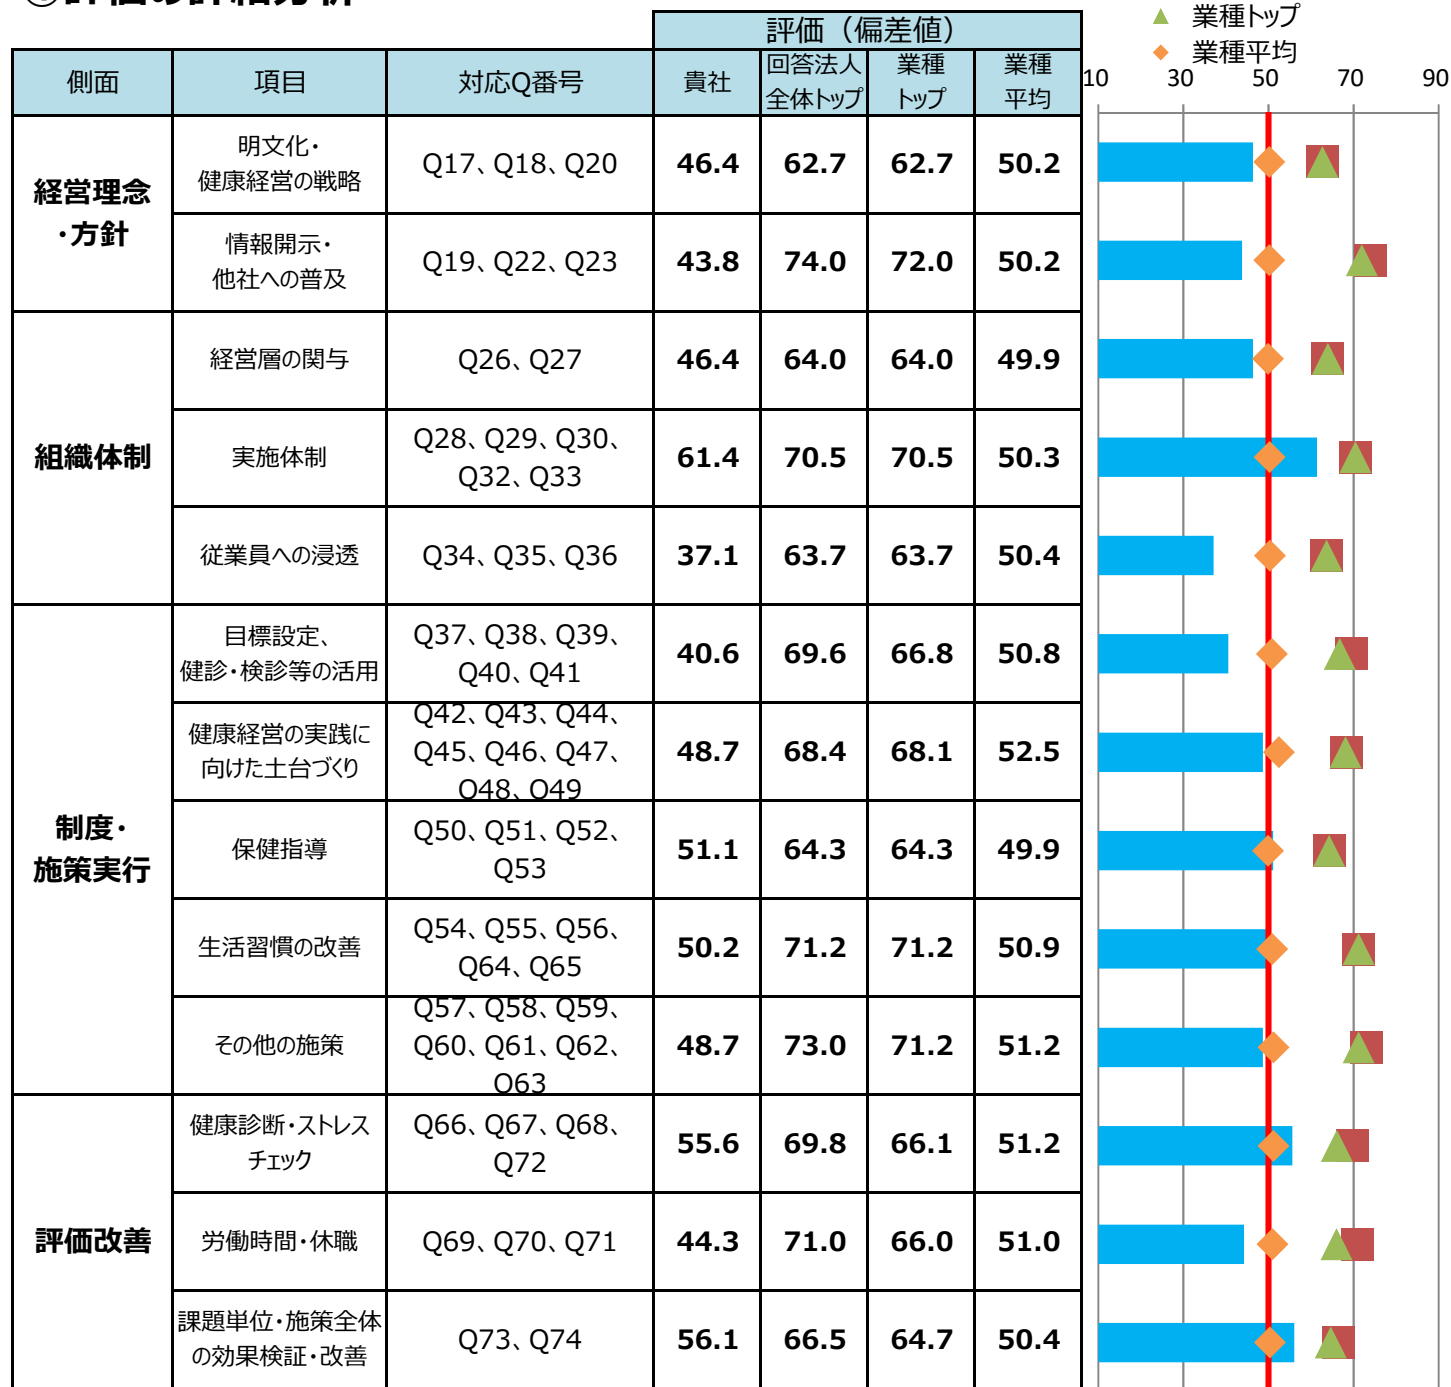 ▲ 業種トップ
◆ 業種平均
評価（偏差値）
側面 項目 対応Q番号 貴社 回答法人全体トップ 業種トップ 業種平均
10 30 50 70 90
経営理念・方針
明文化・健康経営の戦略 Q17、Q18、Q20 46.4 62.7 62.7 50.2
情報開示・他社への普及 Q19、Q22、Q23 43.8 74.0 72.0 50.2
組織体制
経営層の関与 Q26、Q27 46.4 64.0 64.0 49.9
実施体制 Q28、Q29、Q30、Q32、Q33 61.4 70.5 70.5 50.3
従業員への浸透 Q34、Q35、Q36 37.1 63.7 63.7 50.4
制度・施策実行
目標設定、健診・検診等の活用 Q37、Q38、Q39、Q40、Q41 40.6 69.6 66.8 50.8
健康経営の実践に向けた土台づくり Q42、Q43、Q44、Q45、Q46、Q47、Q48、Q49 48.7 68.4 68.1 52.5
保健指導 Q50、Q51、Q52、Q53 51.1 64.3 64.3 49.9
生活習慣の改善 Q54、Q55、Q56、Q64、Q65 50.2 71.2 71.2 50.9
その他の施策 Q57、Q58、Q59、Q60、Q61、Q62、Q63 48.7 73.0 71.2 51.2
評価改善
健康診断・ストレスチェック Q66、Q67、Q68、Q72 55.6 69.8 66.1 51.2
労働時間・休職 Q69、Q70、Q71 44.3 71.0 66.0 51.0
課題単位・施策全体の効果検証・改善 Q73、Q74 56.1 66.5 64.7 50.4